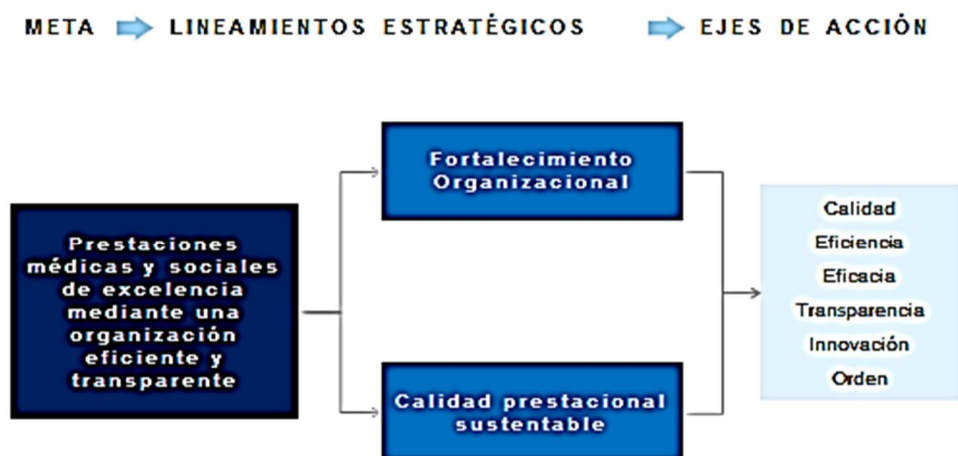 META LINEAMIENTOS ESTRATÉGICOS EJES DE ACCIÓN
Prestaciones
médicas y sociales
de excelencia
mediante una
organización
eficiente y
transparente
Fortalecimiento
Organizacional
Calidad prestacional
sustentable
Calidad
Eficiencia
Eficacia
Transparencia
Innovación
Orden